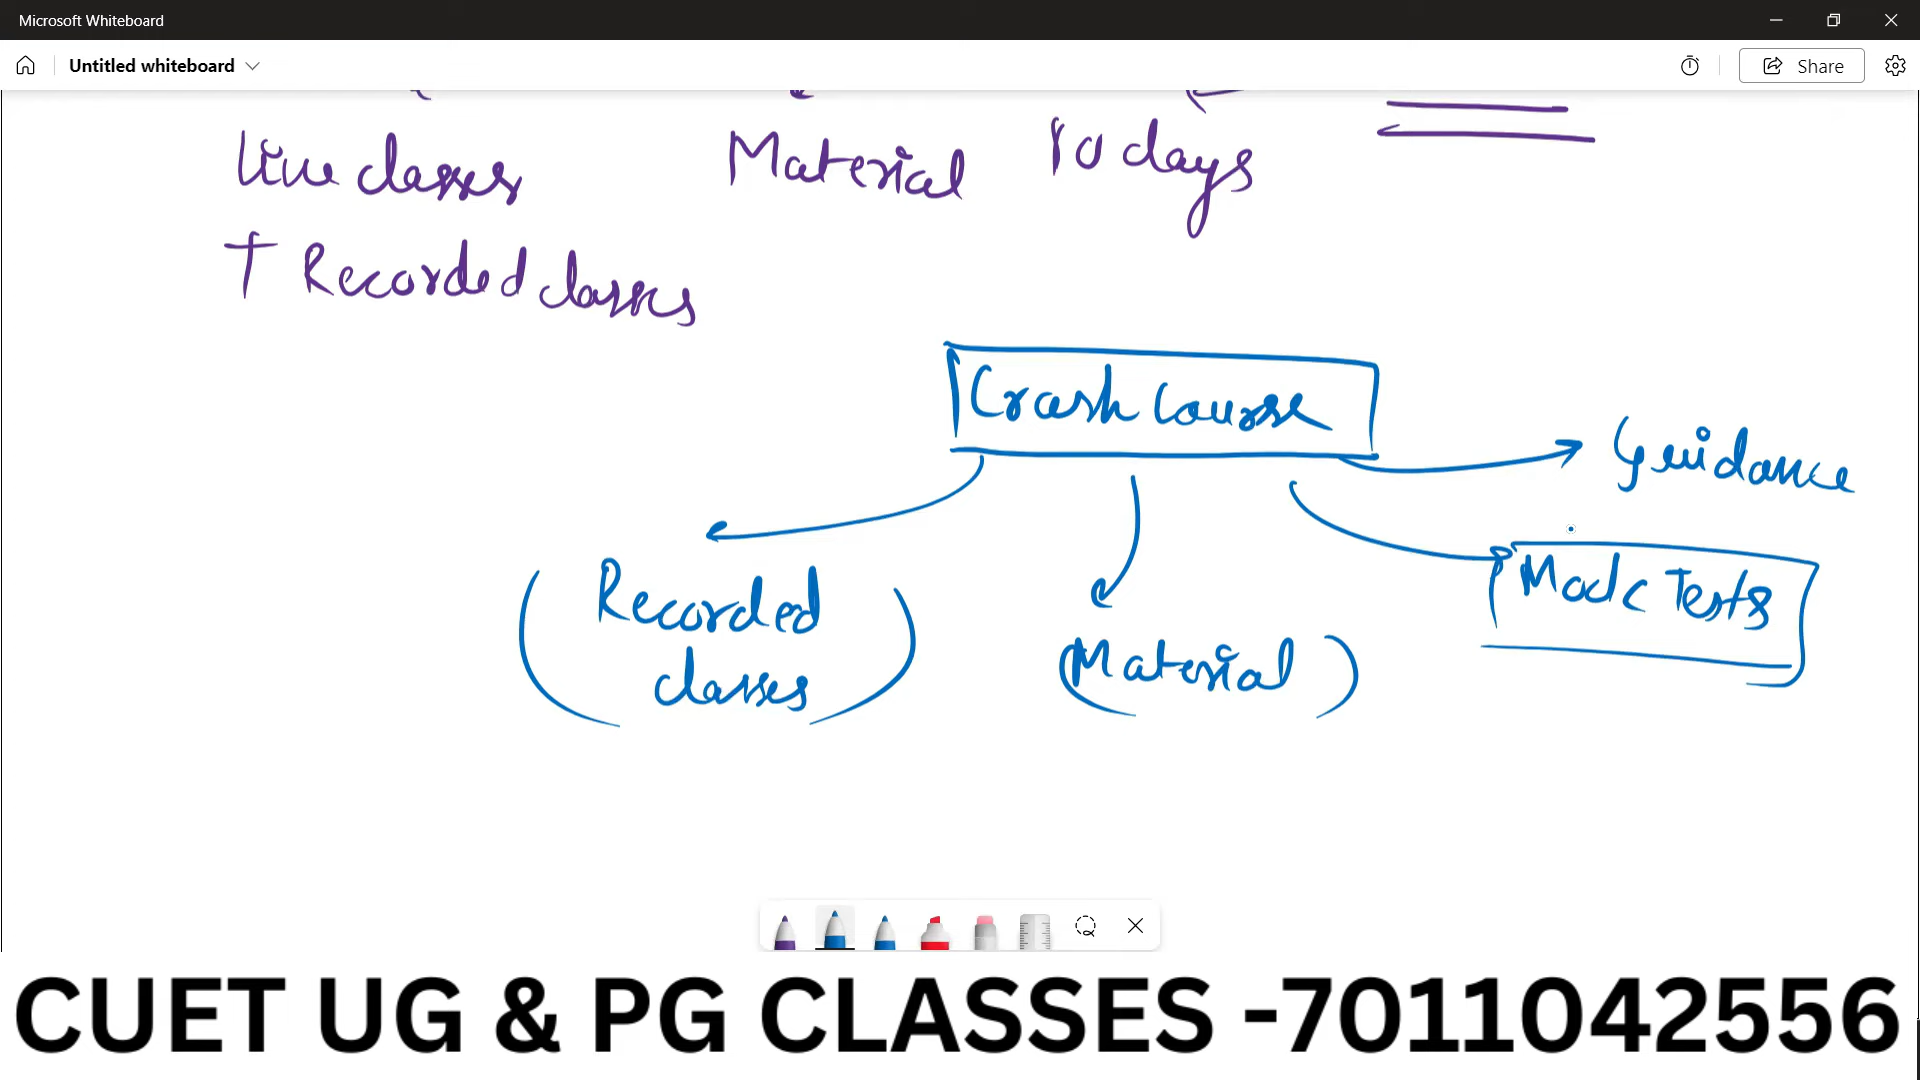 Microsoft Whiteboard
Untitled whiteboard
Share
Live classes
Material
10 days
+ Recorded classes
Crash Course
Guidance
Mock Tests
Recorded
classes
(Material)
CUET UG & PG CLASSES -7011042556